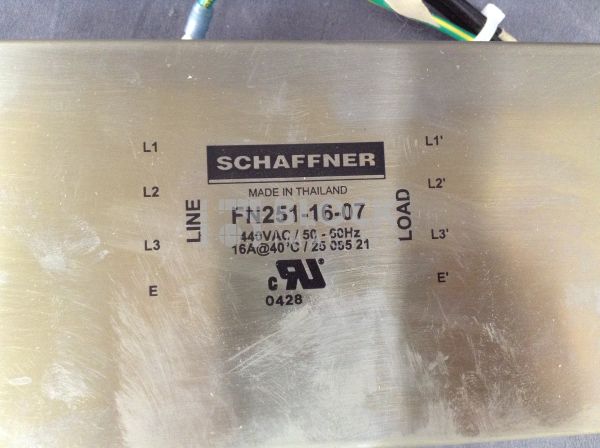 SCHAFFNER
MADE IN THAILAND
FN251-16-07
440VAC / 50 - 60Hz
16A@40°C / 25 085 21
0428
LINE
L1
L2
L3
E
LOAD
L1'
L2'
L3'
E'